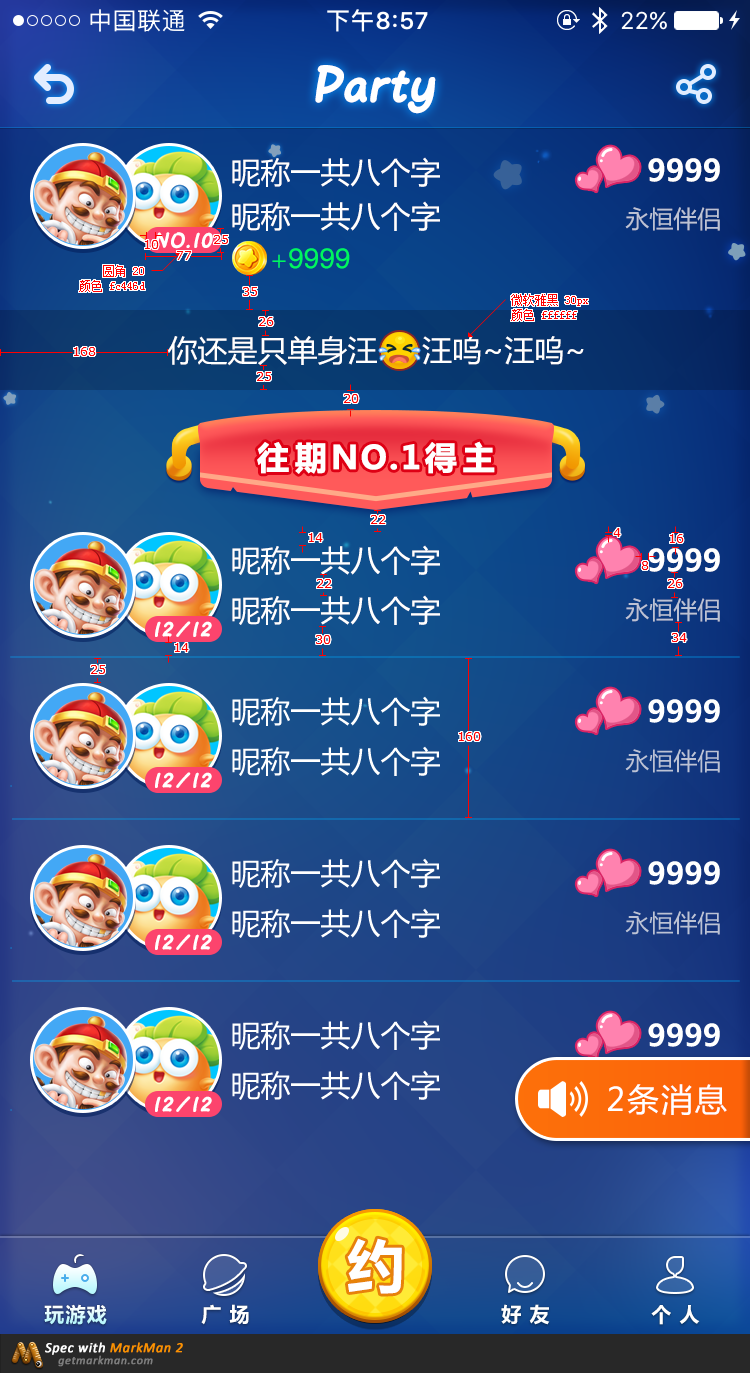 中国联通 下午8:57 22%
Party
昵称一共八个字 9999
昵称一共八个字 永恒伴侣
NO.10
10 25
77
+9999
圆角 20
颜色 fc446d
35
微软雅黑 30px
颜色 ffffff
26
168
你还是只单身汪😂汪呜~汪呜~
25
20
往期NO.1得主
22
14 4 16
昵称一共八个字 8 9999
22 26
昵称一共八个字 永恒伴侣
12/12
30 34
14
25
昵称一共八个字 9999
160
昵称一共八个字 永恒伴侣
12/12
昵称一共八个字 9999
昵称一共八个字 永恒伴侣
12/12
昵称一共八个字 9999
昵称一共八个字
12/12
2条消息
约
玩游戏 广场 好友 个人
Spec with MarkMan 2
getmarkman.com